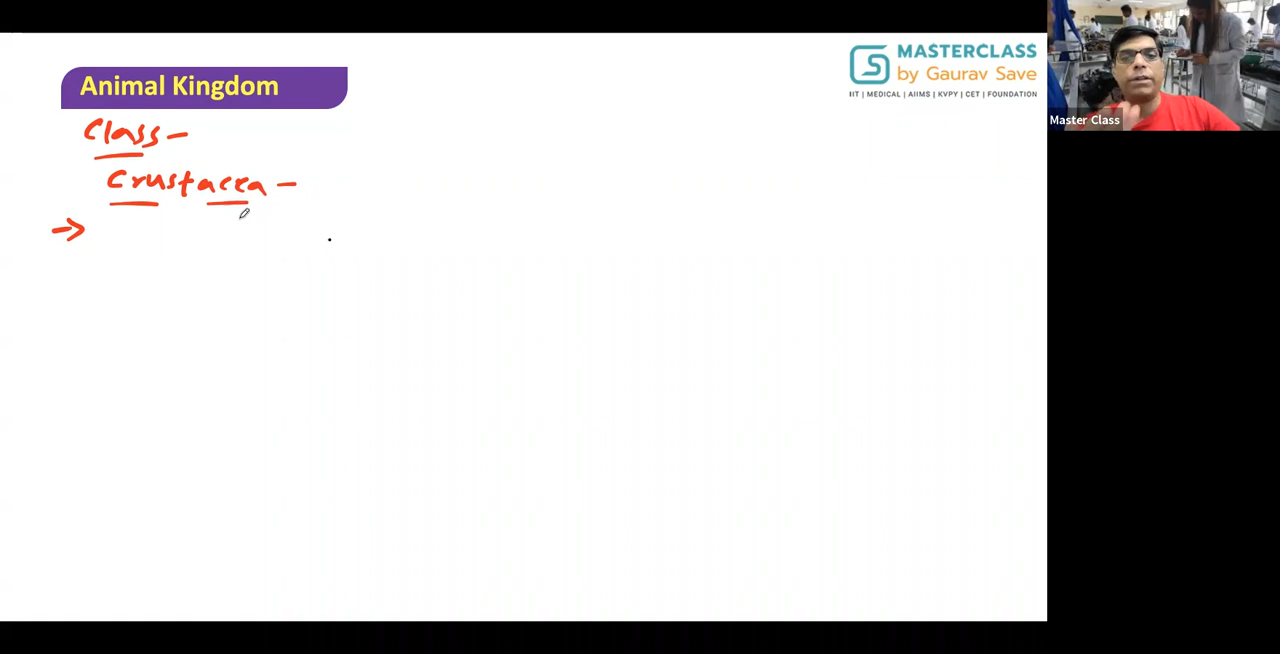 MASTERCLASS
by Gaurav Save
IIT | MEDICAL | AIIMS | KVPY | CET | FOUNDATION
Animal Kingdom
Class -
Crustacea -
→
Master Class